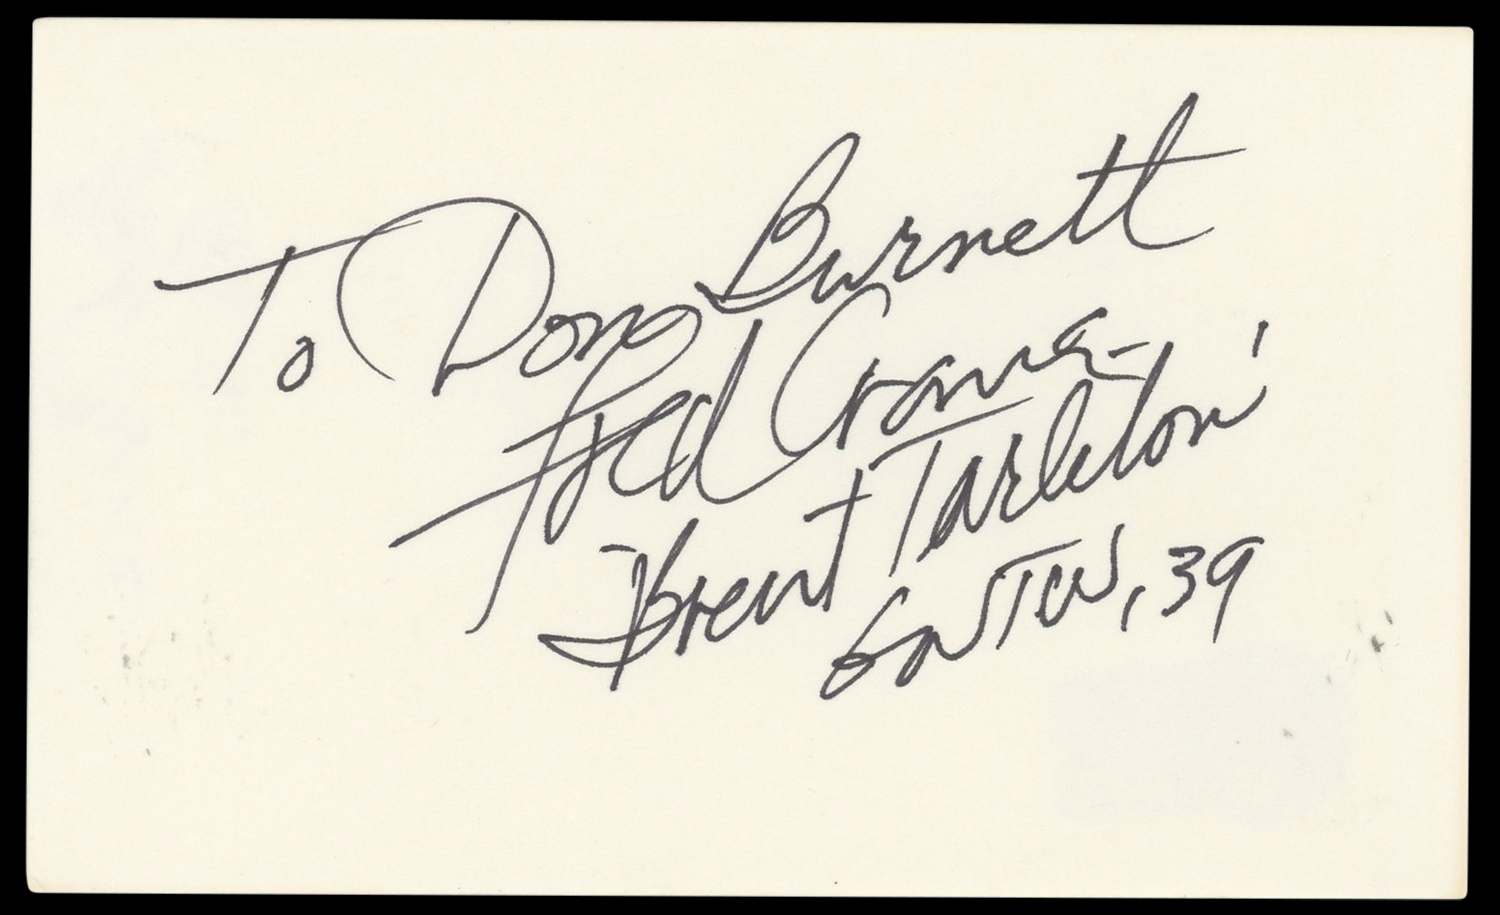 To Don Burnett
Fred Crane-
"Brent Tarleton"
GWTW, 39